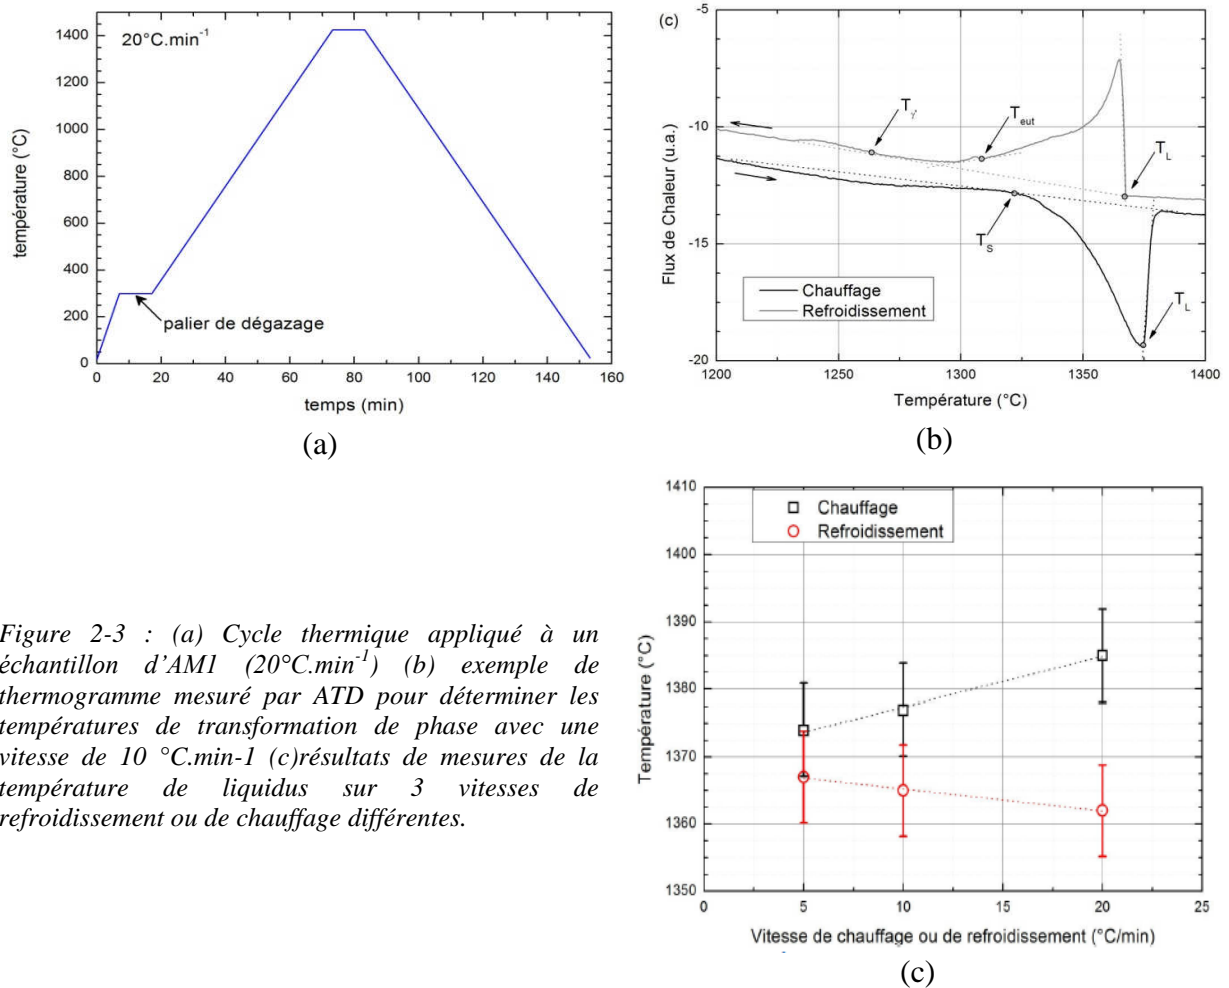 20°C.min-1
1400
1200
1000
800
600
400
200
0
température (°C)
palier de dégazage
0 20 40 60 80 100 120 140 160
temps (min)
(a)
(c)
-5
-10
-15
-20
Flux de Chaleur (u.a.)
Tγ'
Teut
TL
TS
TL
Chauffage
Refroidissement
1200 1250 1300 1350 1400
Température (°C)
(b)
1410
1400
1390
1380
1370
1360
1350
Température (°C)
Chauffage
Refroidissement
0 5 10 15 20 25
Vitesse de chauffage ou de refroidissement (°C/min)
(c)
Figure 2-3 : (a) Cycle thermique appliqué à un
échantillon d'AM1 (20°C.min-1) (b) exemple de
thermogramme mesuré par ATD pour déterminer les
températures de transformation de phase avec une
vitesse de 10 °C.min-1 (c)résultats de mesures de la
température de liquidus sur 3 vitesses de
refroidissement ou de chauffage différentes.